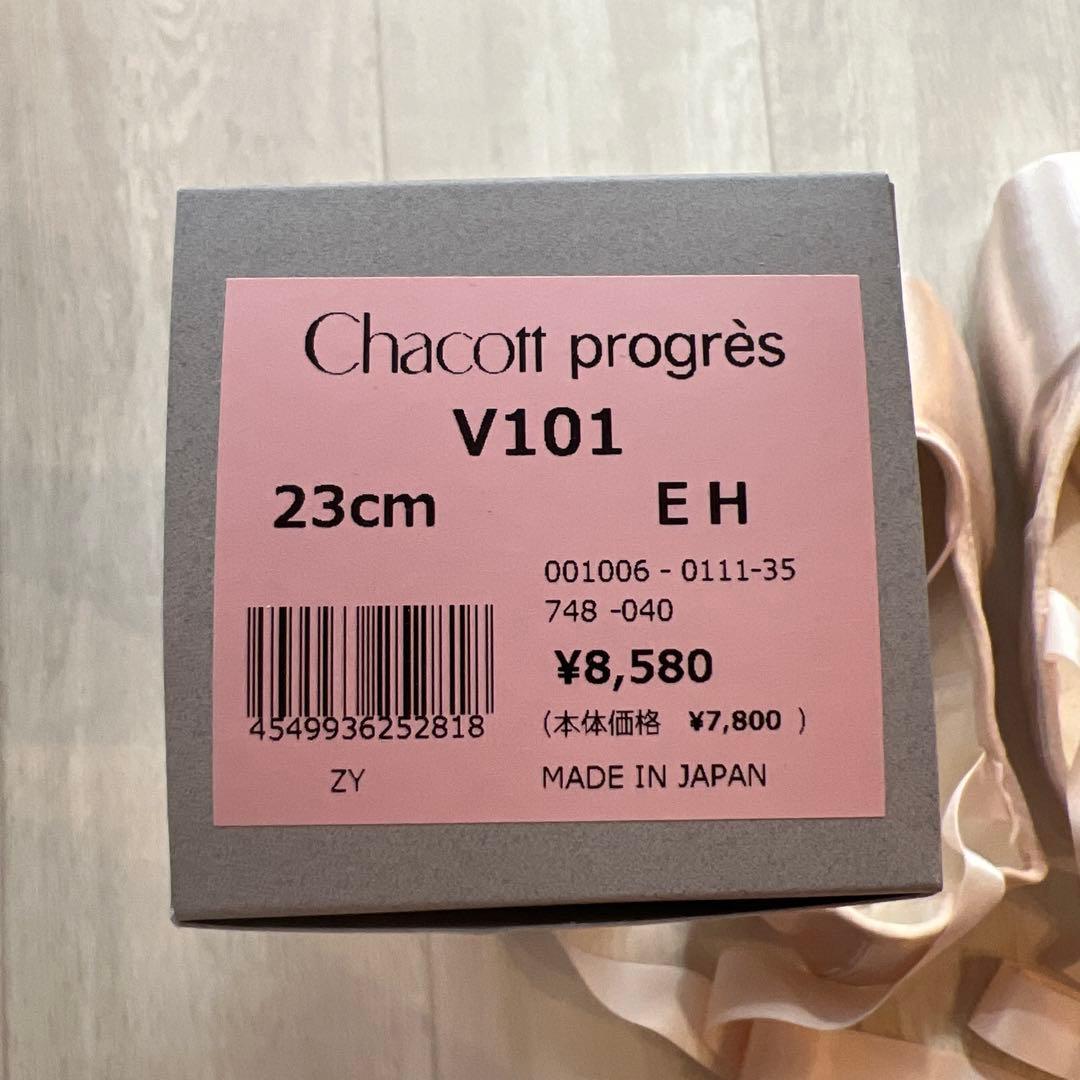 Chacott progrès
V101
23cm E H
001006 - 0111-35
748 -040
¥8,580
4549936252818 (本体価格 ¥7,800 )
ZY MADE IN JAPAN